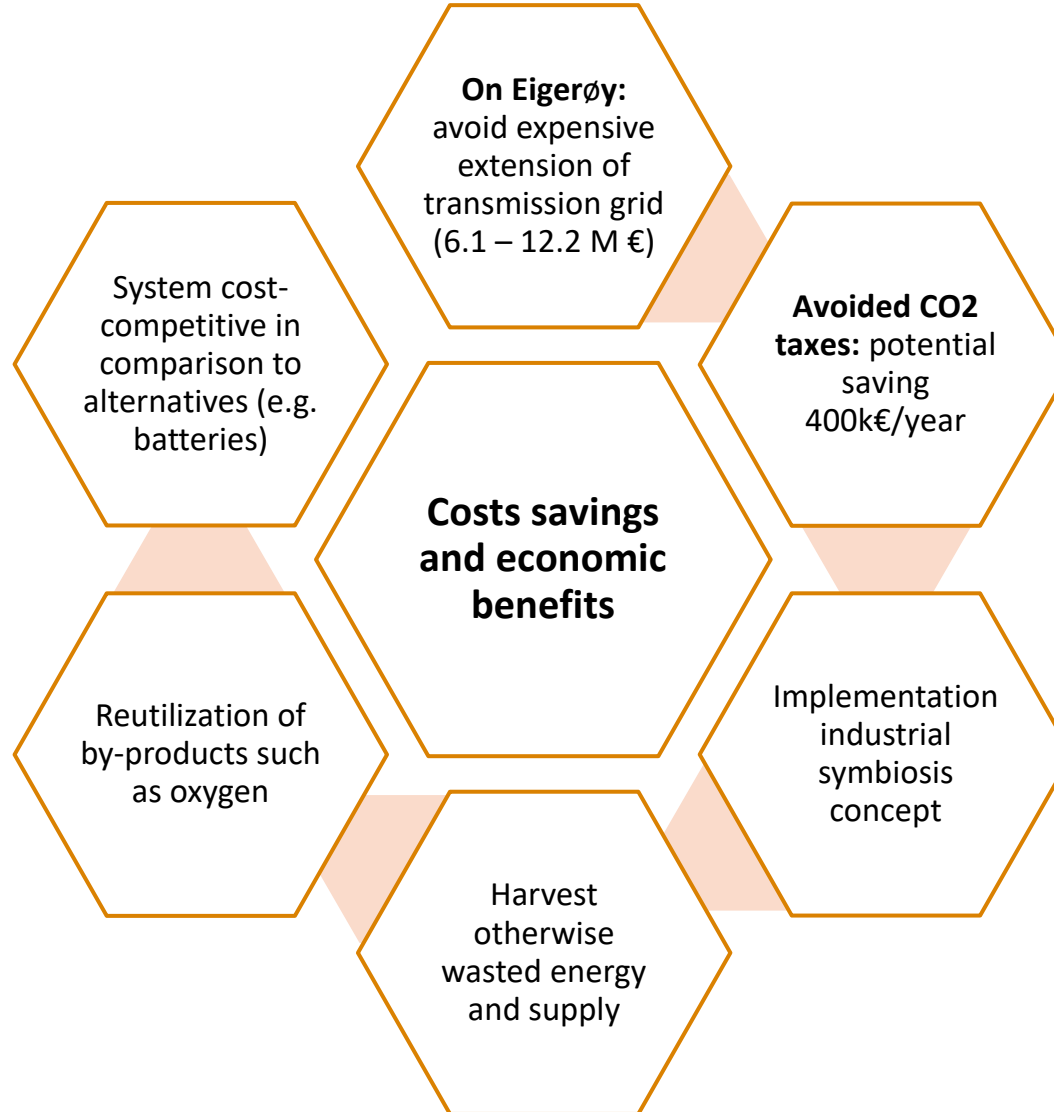 On Eigerøy:
avoid expensive
extension of
transmission grid
(6.1 – 12.2 M €)
Avoided CO2
taxes: potential
saving
400k€/year
Implementation
industrial
symbiosis
concept
Harvest
otherwise
wasted energy
and supply
Reutilization of
by-products such
as oxygen
System cost-
competitive in
comparison to
alternatives (e.g.
batteries)
Costs savings
and economic
benefits